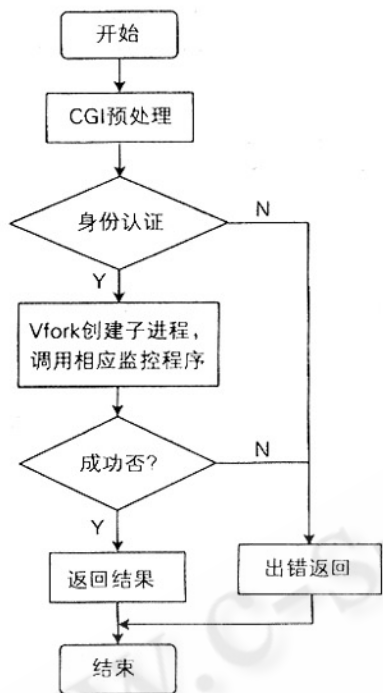 开始
CGI预处理
身份认证
N
Y
Vfork创建子进程，
调用相应监控程序
成功否?
N
Y
返回结果
出错返回
结束
W.C-S